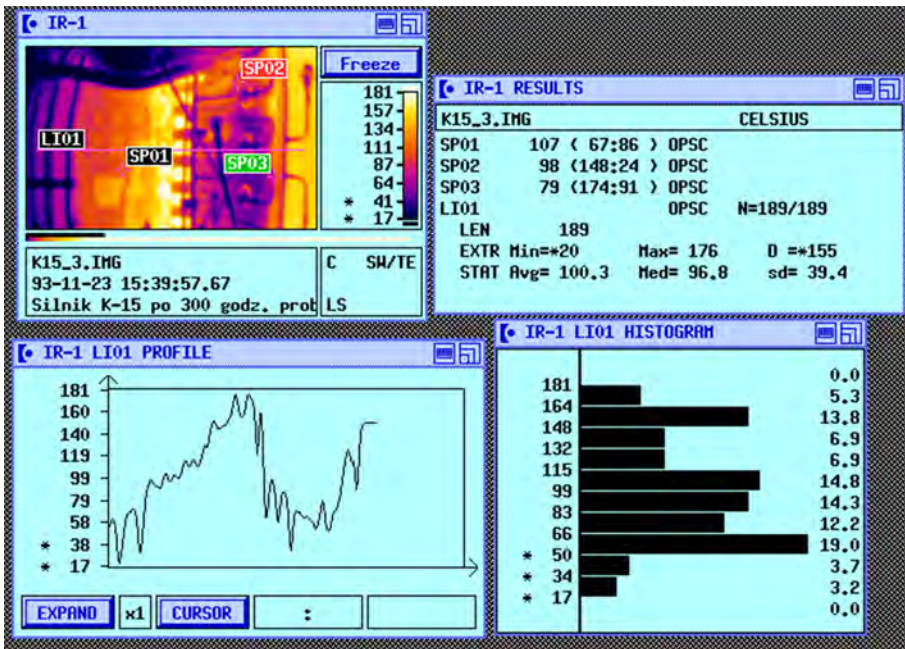 IR-1
SP02
LI01
SP01
SP03
Freeze
181
157
134
111
87
64
* 41
* 17
K15_3.IMG
93-11-23 15:39:57.67
Silnik K-15 po 300 godz. prob
C SW/TE
LS
IR-1 RESULTS
K15_3.IMG CELSIUS
SP01 107 ( 67:86 ) OPSC
SP02 98 (148:24 ) OPSC
SP03 79 (174:91 ) OPSC
LI01 OPSC N=189/189
LEN 189
EXTR Min=*20 Max= 176 D =*155
STAT Avg= 100.3 Med= 96.8 sd= 39.4
IR-1 LI01 PROFILE
181
160
140
119
99
79
58
* 38
* 17
EXPAND x1 CURSOR :
IR-1 LI01 HISTOGRAM
0.0
181 5.3
164 13.8
148 6.9
132 6.9
115 14.8
99 14.3
83 12.2
66 19.0
* 50 3.7
* 34 3.2
* 17 0.0